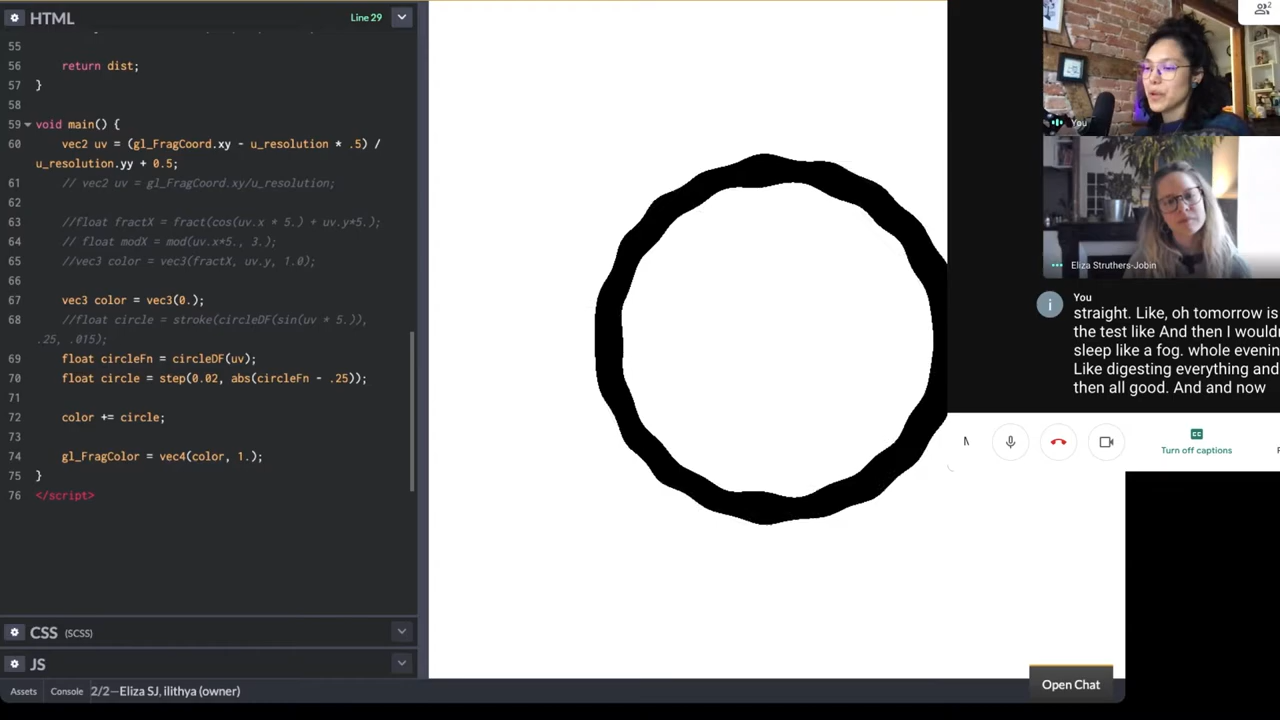 HTML
Line 29
55
56 return dist;
57 }
58
59 void main() {
60 vec2 uv = (gl_FragCoord.xy - u_resolution * .5) /
u_resolution.yy + 0.5;
61 // vec2 uv = gl_FragCoord.xy/u_resolution;
62
63 //float fractX = fract(cos(uv.x * 5.) + uv.y*5.);
64 // float modX = mod(uv.x*5., 3.);
65 //vec3 color = vec3(fractX, uv.y, 1.0);
66
67 vec3 color = vec3(0.);
68 //float circle = stroke(circleDF(sin(uv * 5.)),
.25, .015);
69 float circleFn = circleDF(uv);
70 float circle = step(0.02, abs(circleFn - .25));
71
72 color += circle;
73
74 gl_FragColor = vec4(color, 1.);
75 }
76 </script>
CSS (SCSS)
JS
Assets Console 2/2—Eliza SJ, ilithya (owner)
2
You
Eliza Struthers-Jobin
i
You
straight. Like, oh tomorrow is
the test like And then I would
sleep like a fog. whole evenin
Like digesting everything and
then all good. And and now
Turn off captions
Open Chat